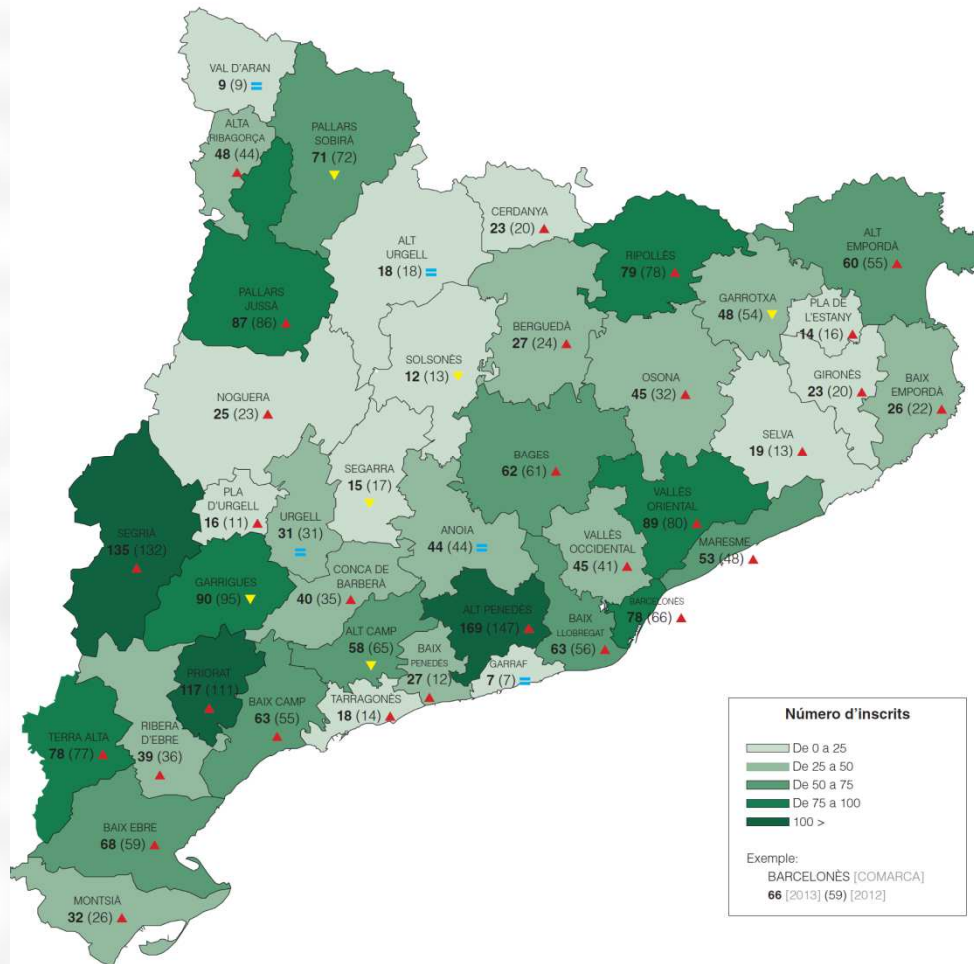 VAL D'ARAN
9 (9) =
ALTA
RIBAGORÇA
48 (44)
PALLARS
SOBIRÀ
71 (72)
CERDANYA
23 (20)
ALT
URGELL
18 (18) =
RIPOLLÈS
79 (78)
ALT
EMPORDÀ
60 (55)
PALLARS
JUSSÀ
87 (86)
BERGUEDÀ
27 (24)
GARROTXA
48 (54)
PLA DE
L'ESTANY
14 (16)
SOLSONÈS
12 (13)
GIRONÈS
23 (20)
BAIX
EMPORDÀ
26 (22)
NOGUERA
25 (23)
OSONA
45 (32)
SELVA
19 (13)
SEGARRA
15 (17)
BAGES
62 (61)
PLA
D'URGELL
16 (11)
URGELL
31 (31)
=
VALLÈS
ORIENTAL
89 (80)
SEGRIÀ
135 (132)
ANOIA
44 (44) =
VALLÈS
OCCIDENTAL
45 (41)
MARESME
53 (48)
GARRIGUES
90 (95)
CONCA DE
BARBERÀ
40 (35)
ALT PENEDÈS
169 (147)
BARCELONÈS
78 (66)
ALT CAMP
58 (65)
BAIX
LLOBREGAT
63 (56)
BAIX
PENEDÈS
27 (12)
GARRAF
7 (7) =
PRIORAT
117 (111)
BAIX CAMP
63 (55)
TARRAGONÈS
18 (14)
TERRA ALTA
78 (77)
RIBERA
D'EBRE
39 (36)
BAIX EBRE
68 (59)
MONTSIÀ
32 (26)
Número d'inscrits
De 0 a 25
De 25 a 50
De 50 a 75
De 75 a 100
100 >
Exemple:
BARCELONÈS [COMARCA]
66 [2013] (59) [2012]